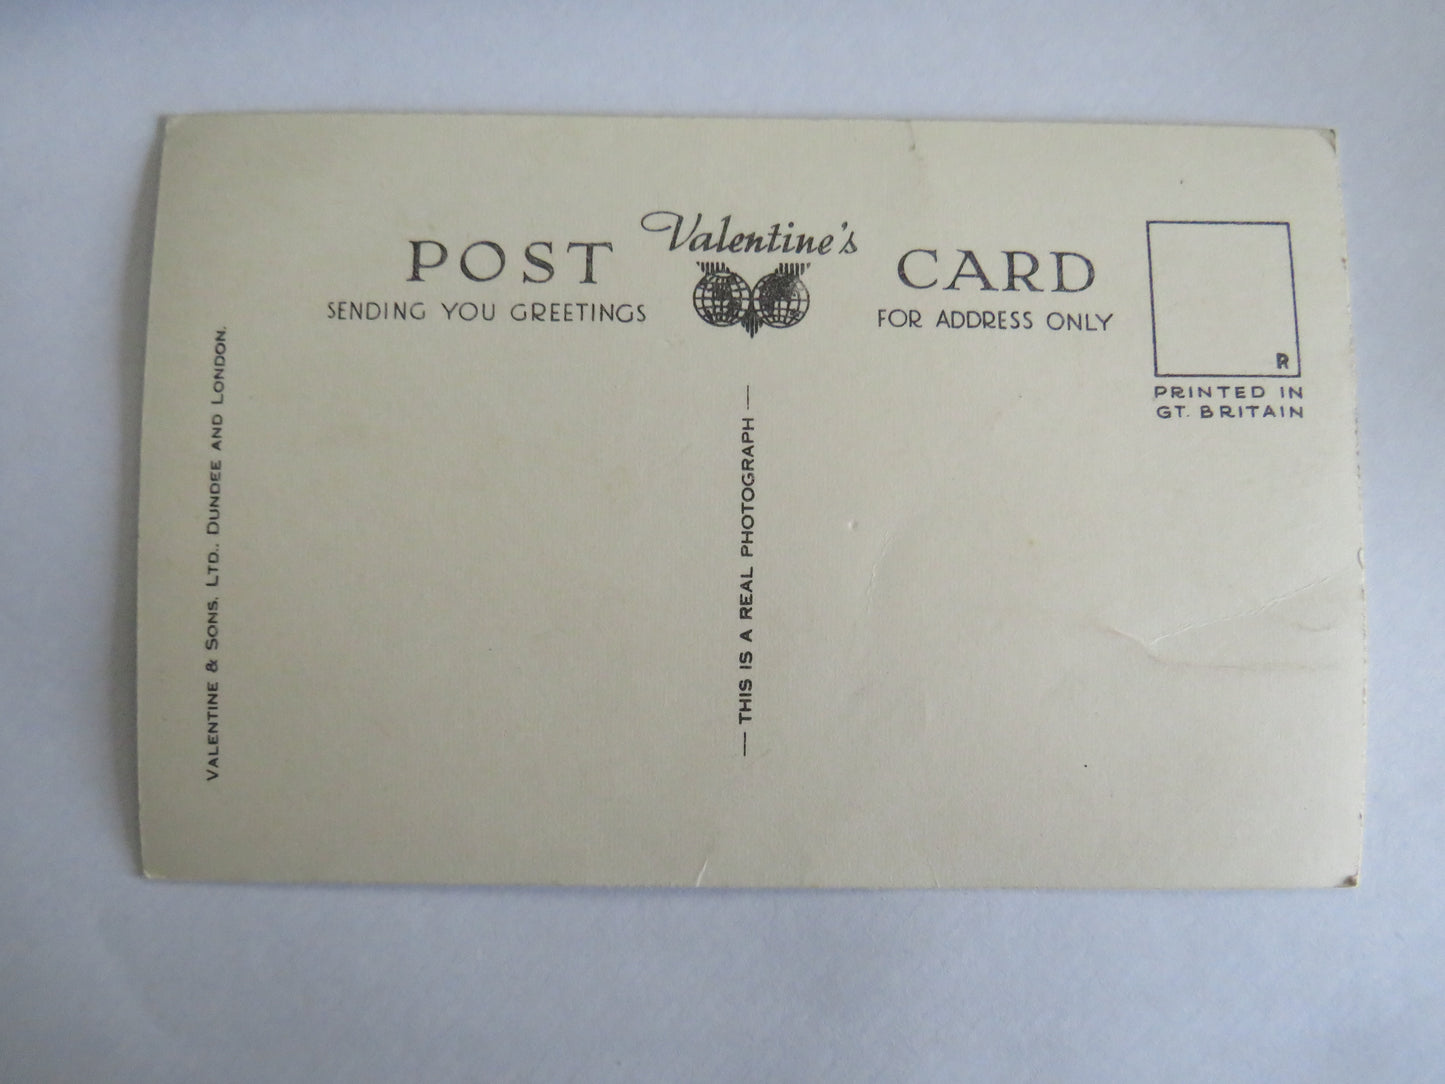 Valentine's
POST CARD
SENDING YOU GREETINGS
FOR ADDRESS ONLY
R
PRINTED IN
GT. BRITAIN
VALENTINE & SONS, LTD., DUNDEE AND LONDON.
— THIS IS A REAL PHOTOGRAPH —